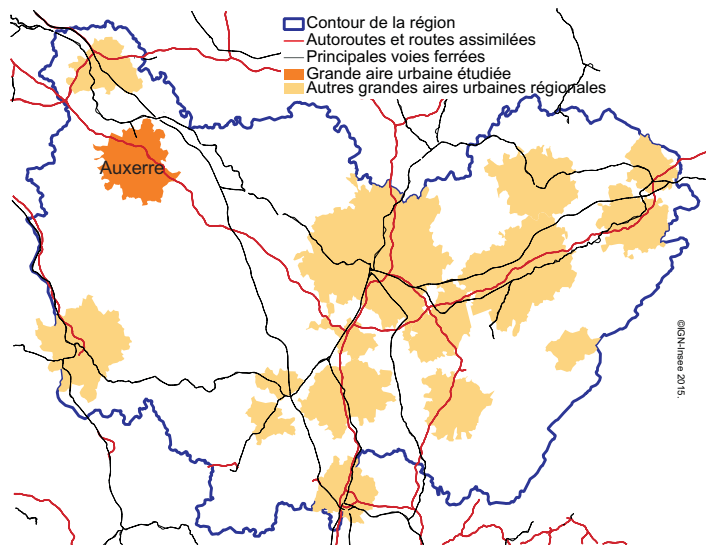 Contour de la région
Autoroutes et routes assimilées
Principales voies ferrées
Grande aire urbaine étudiée
Autres grandes aires urbaines régionales
Auxerre
©IGN-Insee 2015.